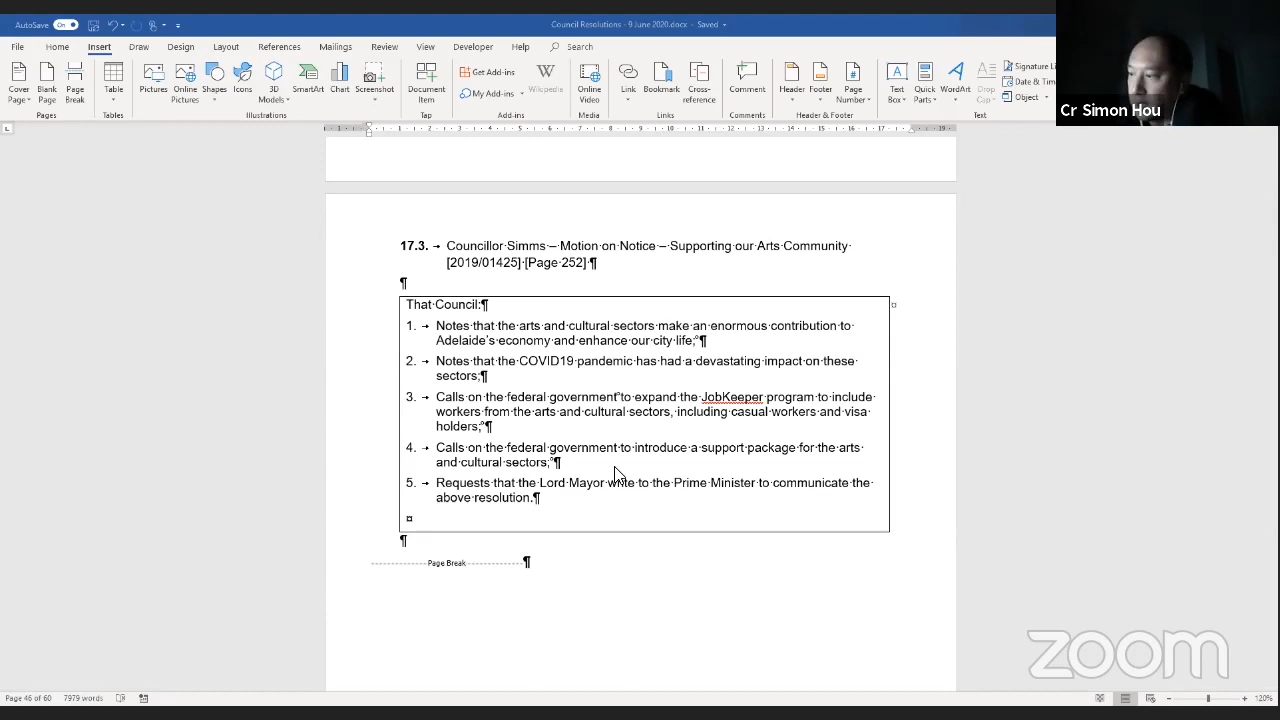 AutoSave On
Council Resolutions - 9 June 2020.docx - Saved
File Home Insert Draw Design Layout References Mailings Review View Developer Help Search
Cover Page
Blank Page
Page Break
Table
Pictures
Online Pictures
Shapes
Icons
3D Models
SmartArt
Chart
Screenshot
Document Item
Get Add-ins
My Add-ins
Wikipedia
Online Video
Link
Bookmark
Cross-reference
Comment
Header
Footer
Page Number
Text Box
Quick Parts
WordArt
Drop Cap
Signature Li
Date & Time
Object
Pages Tables Illustrations Tap Add-ins Media Links Comments Header & Footer Text
Cr Simon Hou
17.3. Councillor Simms – Motion on Notice – Supporting our Arts Community
[2019/01425] [Page 252]
That Council:
1. Notes that the arts and cultural sectors make an enormous contribution to
Adelaide's economy and enhance our city life;
2. Notes that the COVID19 pandemic has had a devastating impact on these
sectors;
3. Calls on the federal government to expand the JobKeeper program to include
workers from the arts and cultural sectors, including casual workers and visa
holders;
4. Calls on the federal government to introduce a support package for the arts
and cultural sectors;
5. Requests that the Lord Mayor write to the Prime Minister to communicate the
above resolution.
Page Break
zoom
Page 46 of 60 7979 words
120%